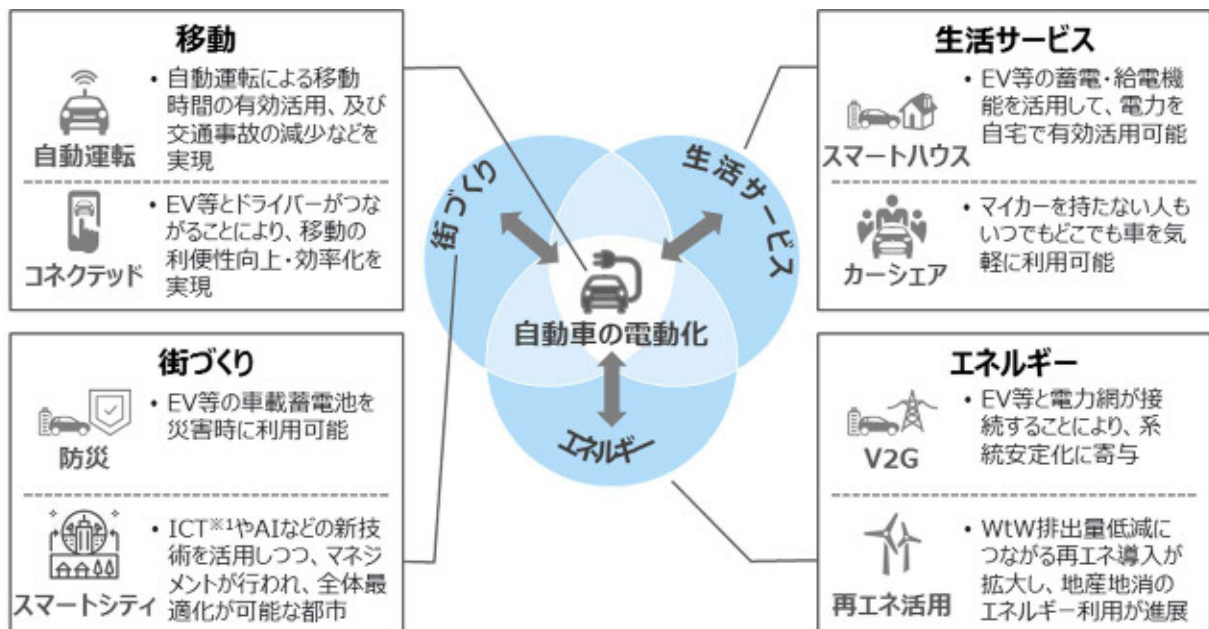 移動
自動運転
• 自動運転による移動
時間の有効活用、及び
交通事故の減少などを
実現
コネクテッド
• EV等とドライバーがつな
がることにより、移動の
利便性向上・効率化を
実現
街づくり
防災
• EV等の車載蓄電池を
災害時に利用可能
スマートシティ
• ICT※1やAIなどの新技
術を活用しつつ、マネジ
メントが行われ、全体最
適化が可能な都市
街づくり
生活サービス
自動車の電動化
エネルギー
生活サービス
スマートハウス
• EV等の蓄電・給電機
能を活用して、電力を
自宅で有効活用可能
カーシェア
• マイカーを持たない人も
いつでもどこでも車を気
軽に利用可能
エネルギー
V2G
• EV等と電力網が接
続することにより、系
統安定化に寄与
再エネ活用
• WtW排出量低減に
つながる再エネ導入が
拡大し、地産地消の
エネルギー利用が進展